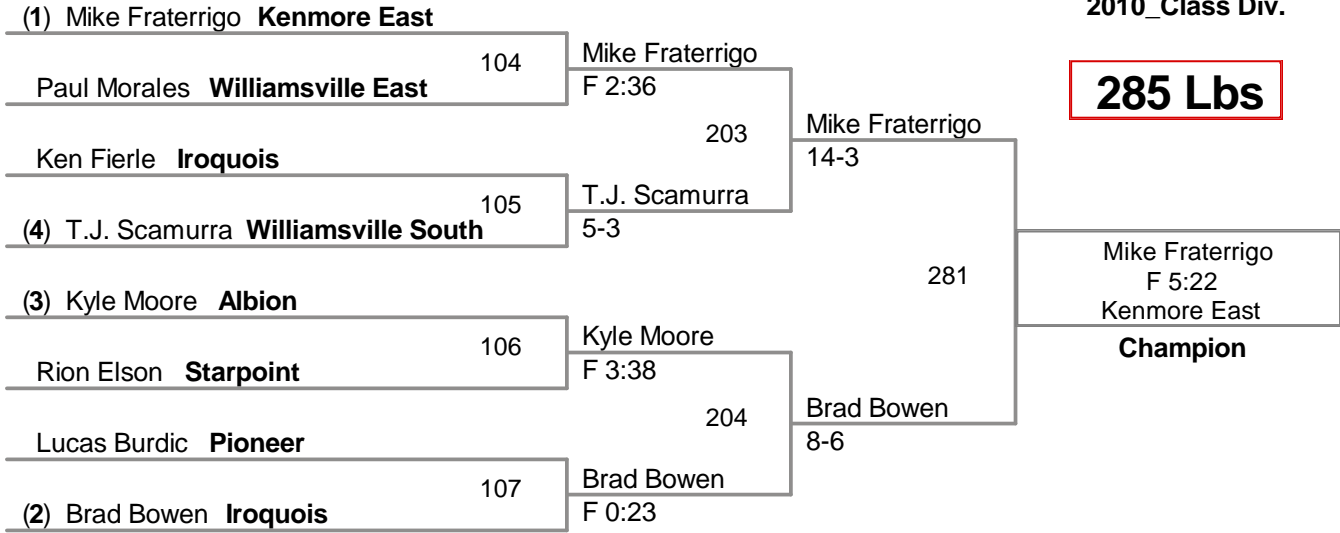 2010_Class Div.
285 Lbs
(1) Mike Fraterrigo Kenmore East
104
Paul Morales Williamsville East
Mike Fraterrigo
F 2:36
203
Ken Fierle Iroquois
105
(4) T.J. Scamurra Williamsville South
T.J. Scamurra
5-3
Mike Fraterrigo
14-3
(3) Kyle Moore Albion
106
Rion Elson Starpoint
Kyle Moore
F 3:38
204
Lucas Burdic Pioneer
107
(2) Brad Bowen Iroquois
Brad Bowen
F 0:23
Brad Bowen
8-6
281
Mike Fraterrigo
F 5:22
Kenmore East
Champion